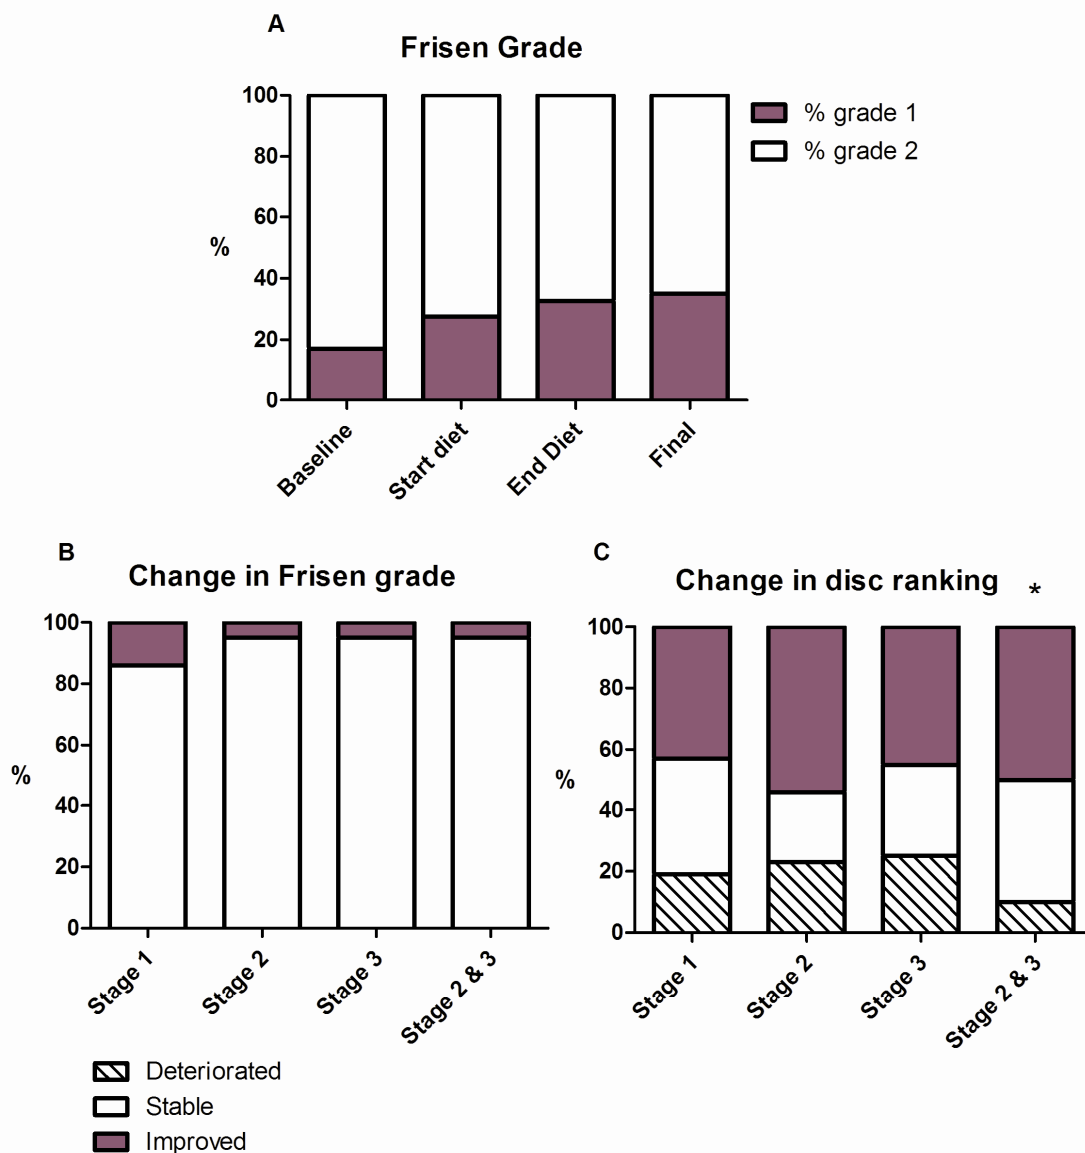 A
Frisen Grade
100
80
60
40
20
0
%
% grade 1
% grade 2
Baseline
Start diet
End Diet
Final
B
Change in Frisen grade
100
80
60
40
20
0
%
Stage 1
Stage 2
Stage 3
Stage 2 & 3
C
Change in disc ranking *
100
80
60
40
20
0
%
Stage 1
Stage 2
Stage 3
Stage 2 & 3
Deteriorated
Stable
Improved